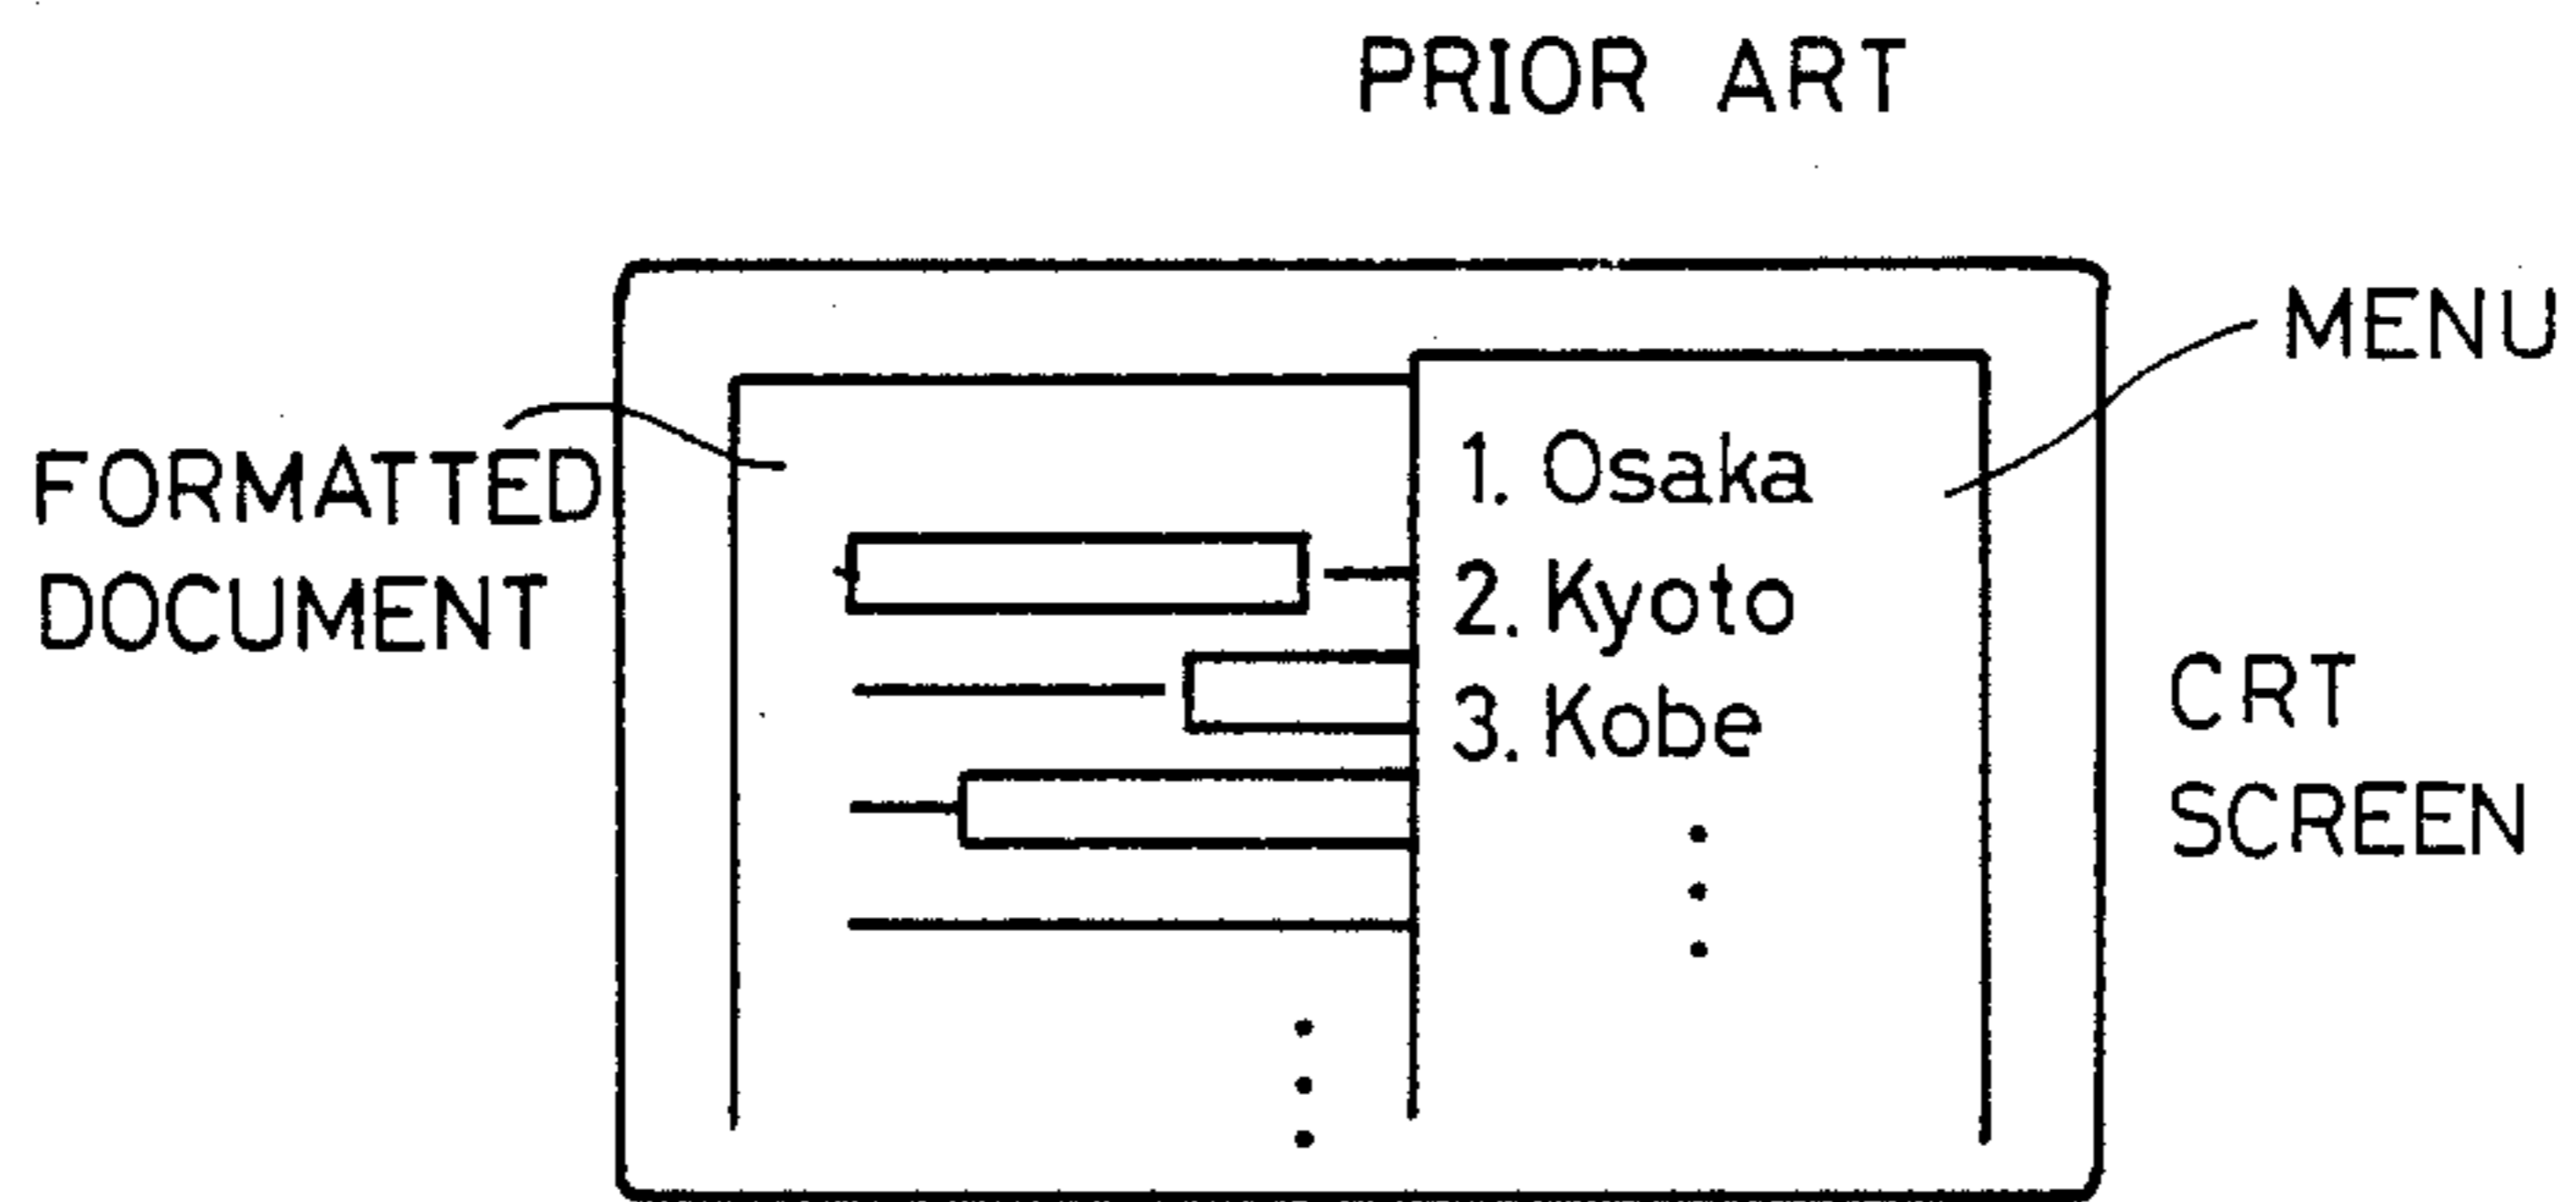 PRIOR ART
MENU
FORMATTED
DOCUMENT
1. Osaka
2. Kyoto
3. Kobe
CRT
SCREEN